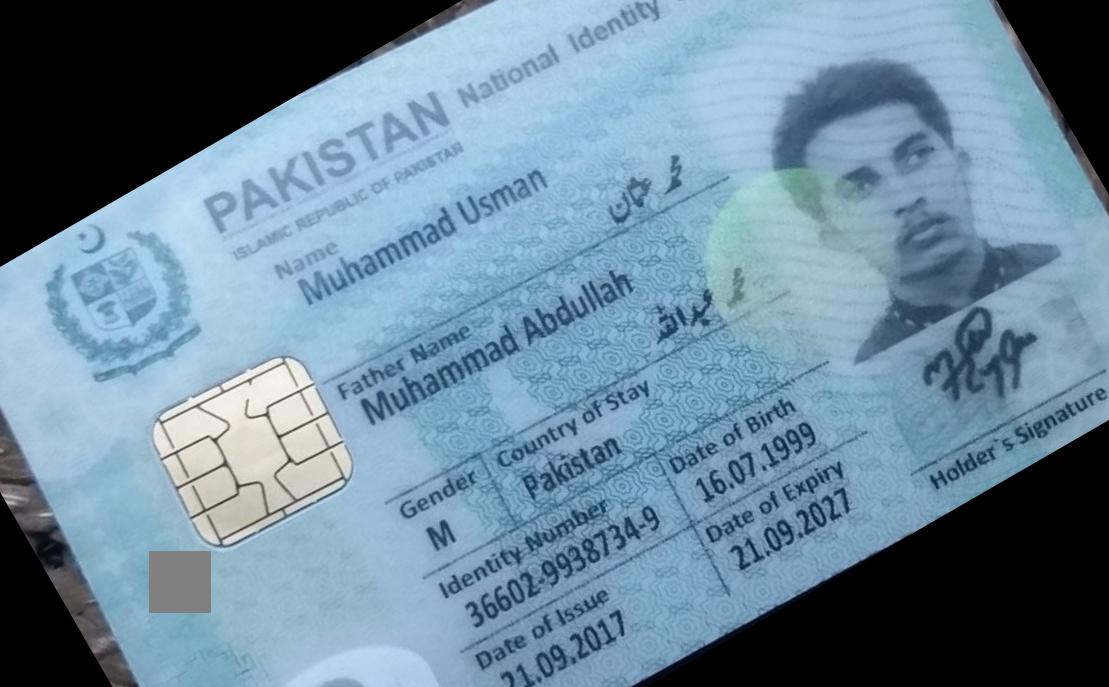 PAKISTAN National Identity
ISLAMIC REPUBLIC OF PAKISTAN
Name
Muhammad Usman
محمد عثمان
Father Name
Muhammad Abdullah
محمد عبداللہ
Gender Country of Stay
M Pakistan
Identity Number Date of Birth
36602-9938734-9 16.07.1999
Date of Issue Date of Expiry
21.09.2017 21.09.2027
Holder's Signature